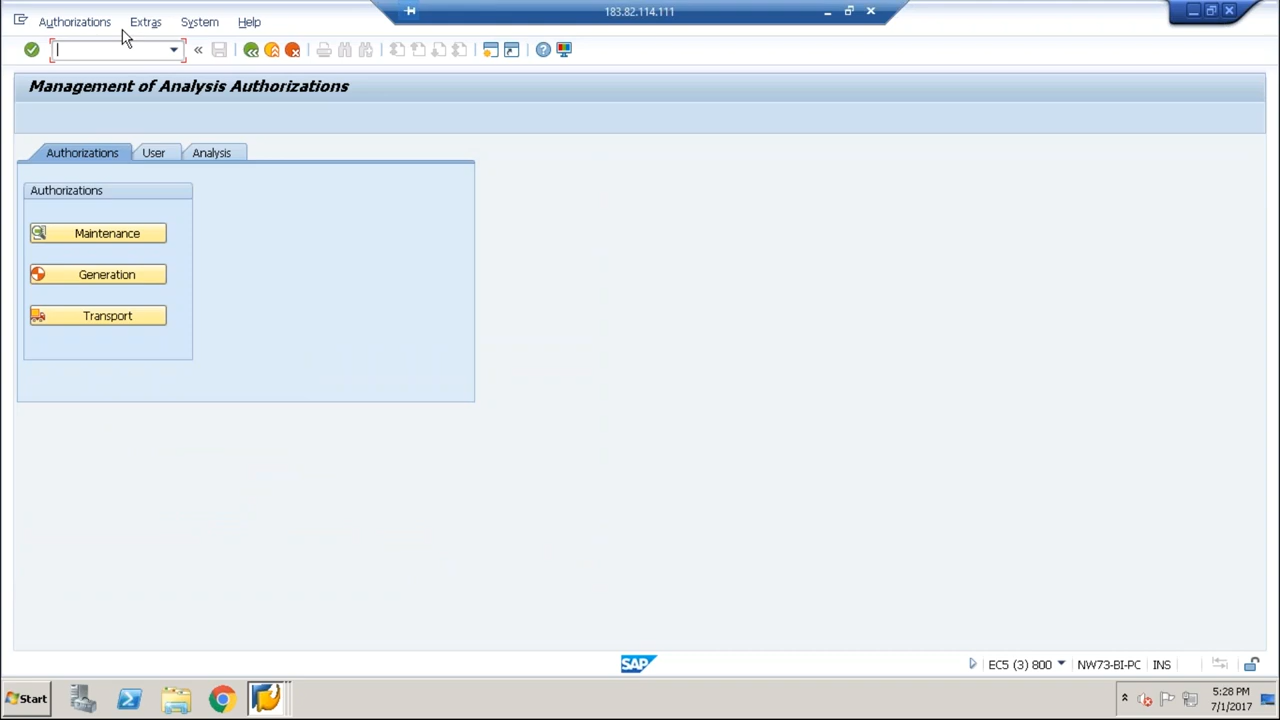 183.82.114.111
Authorizations Extras System Help
Management of Analysis Authorizations
Authorizations User Analysis
Authorizations
Maintenance
Generation
Transport
SAP
EC5 (3) 800 NW73-BI-PC INS
Start
5:28 PM
7/1/2017